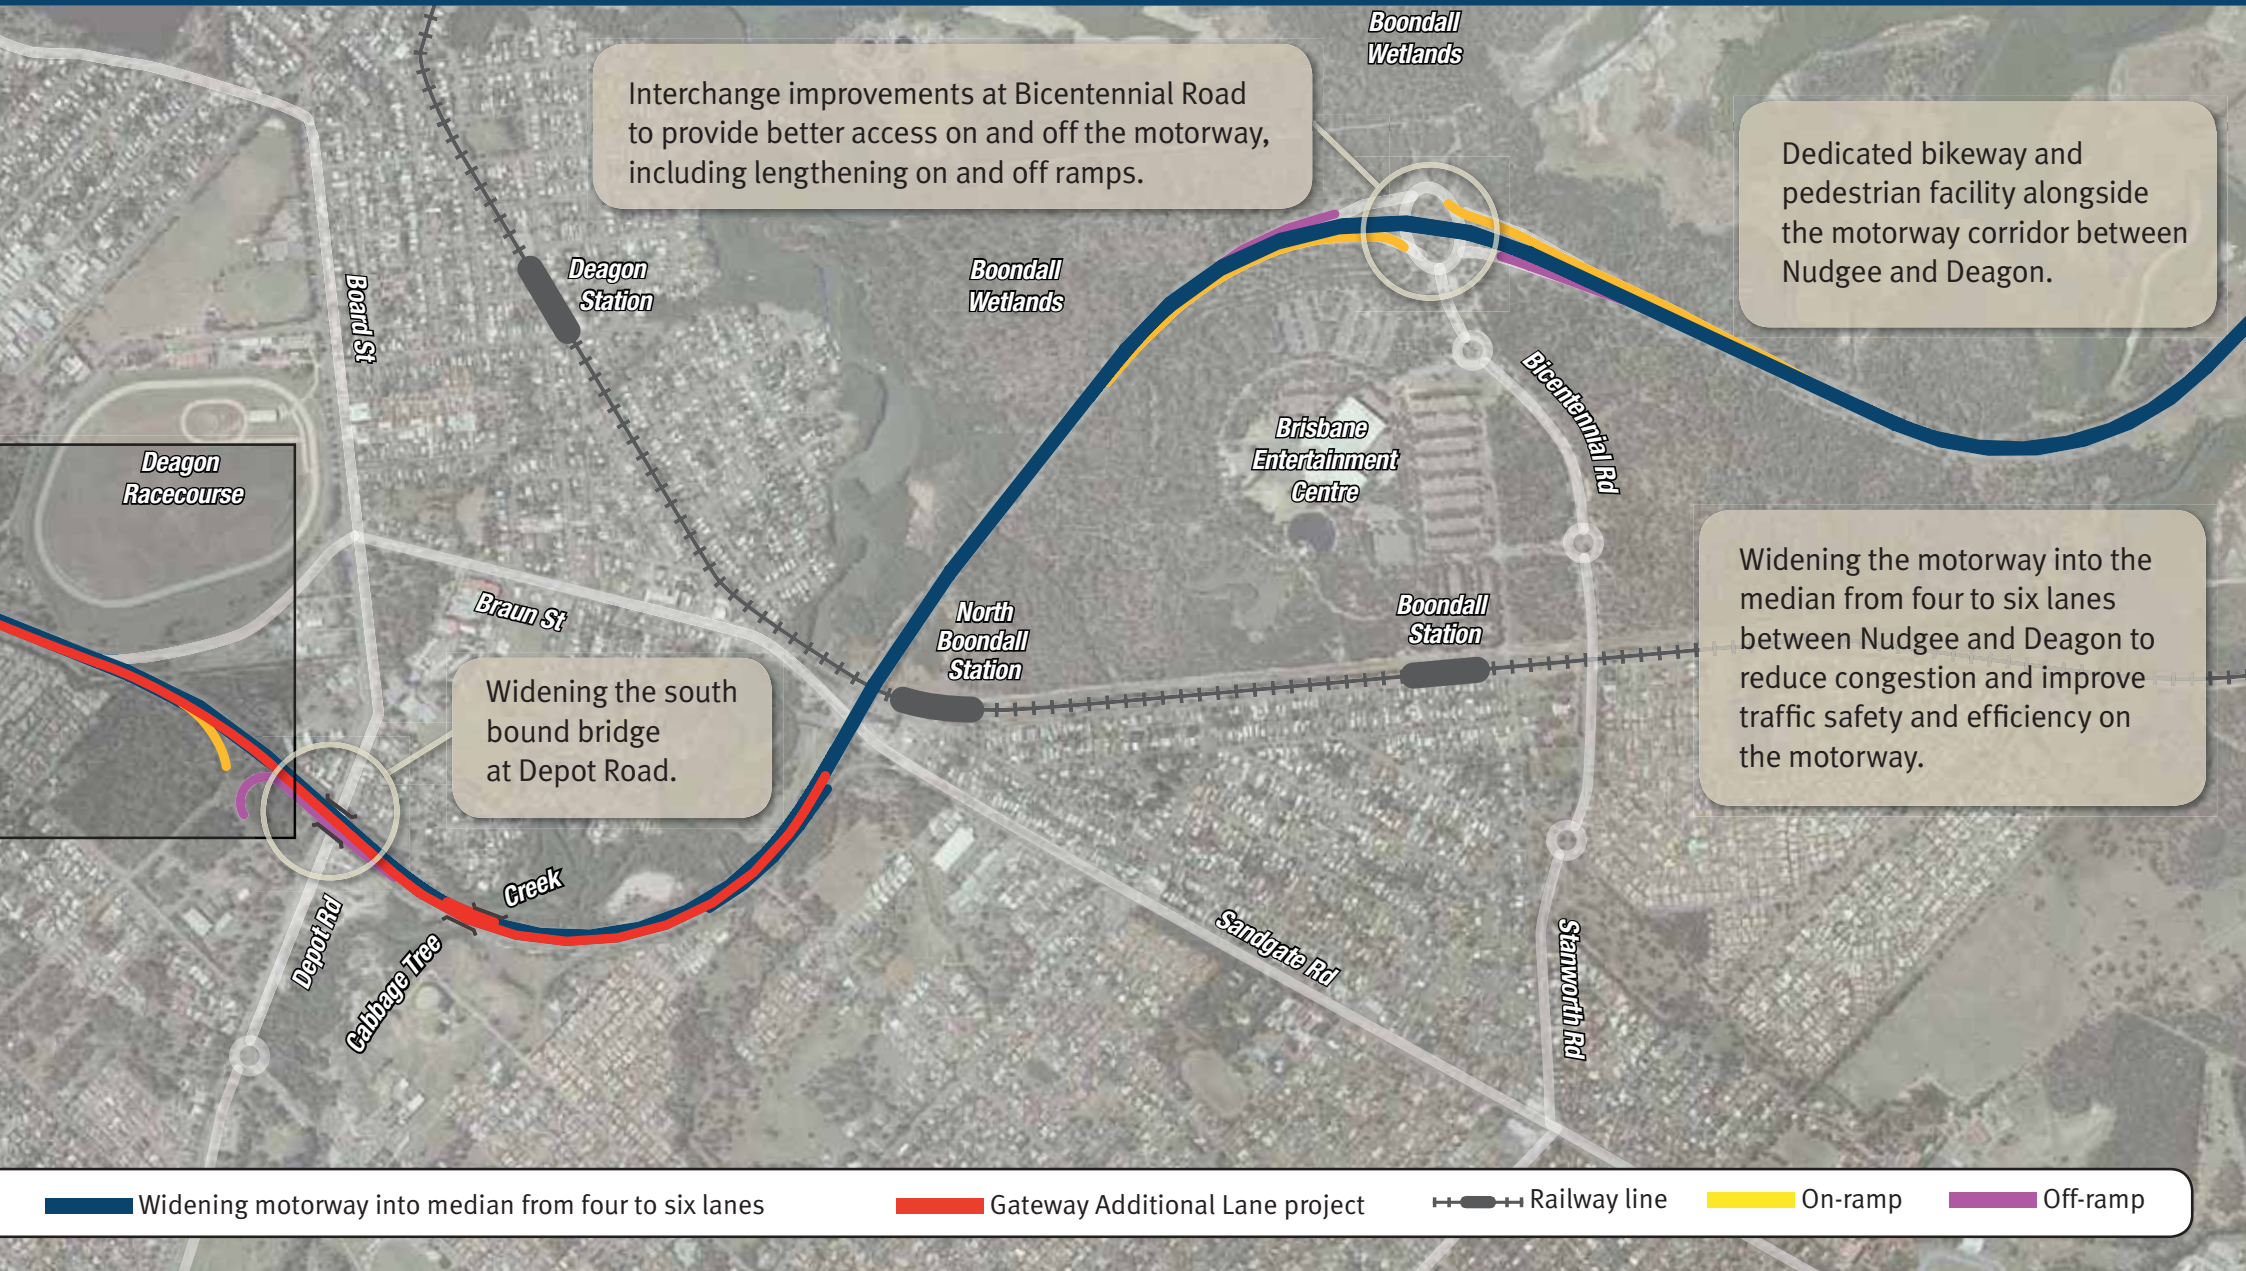 Boondall
Wetlands
Interchange improvements at Bicentennial Road
to provide better access on and off the motorway,
including lengthening on and off ramps.
Dedicated bikeway and
pedestrian facility alongside
the motorway corridor between
Nudgee and Deagon.
Deagon
Station
Boondall
Wetlands
Board St
Bicentennial Rd
Brisbane
Entertainment
Centre
Deagon
Racecourse
Widening the motorway into the
median from four to six lanes
between Nudgee and Deagon to
reduce congestion and improve
traffic safety and efficiency on
the motorway.
Braun St
North
Boondall
Station
Boondall
Station
Widening the south
bound bridge
at Depot Road.
Creek
Cabbage Tree
Depot Rd
Sandgate Rd
Stanworth Rd
Widening motorway into median from four to six lanes
Gateway Additional Lane project
Railway line
On-ramp
Off-ramp